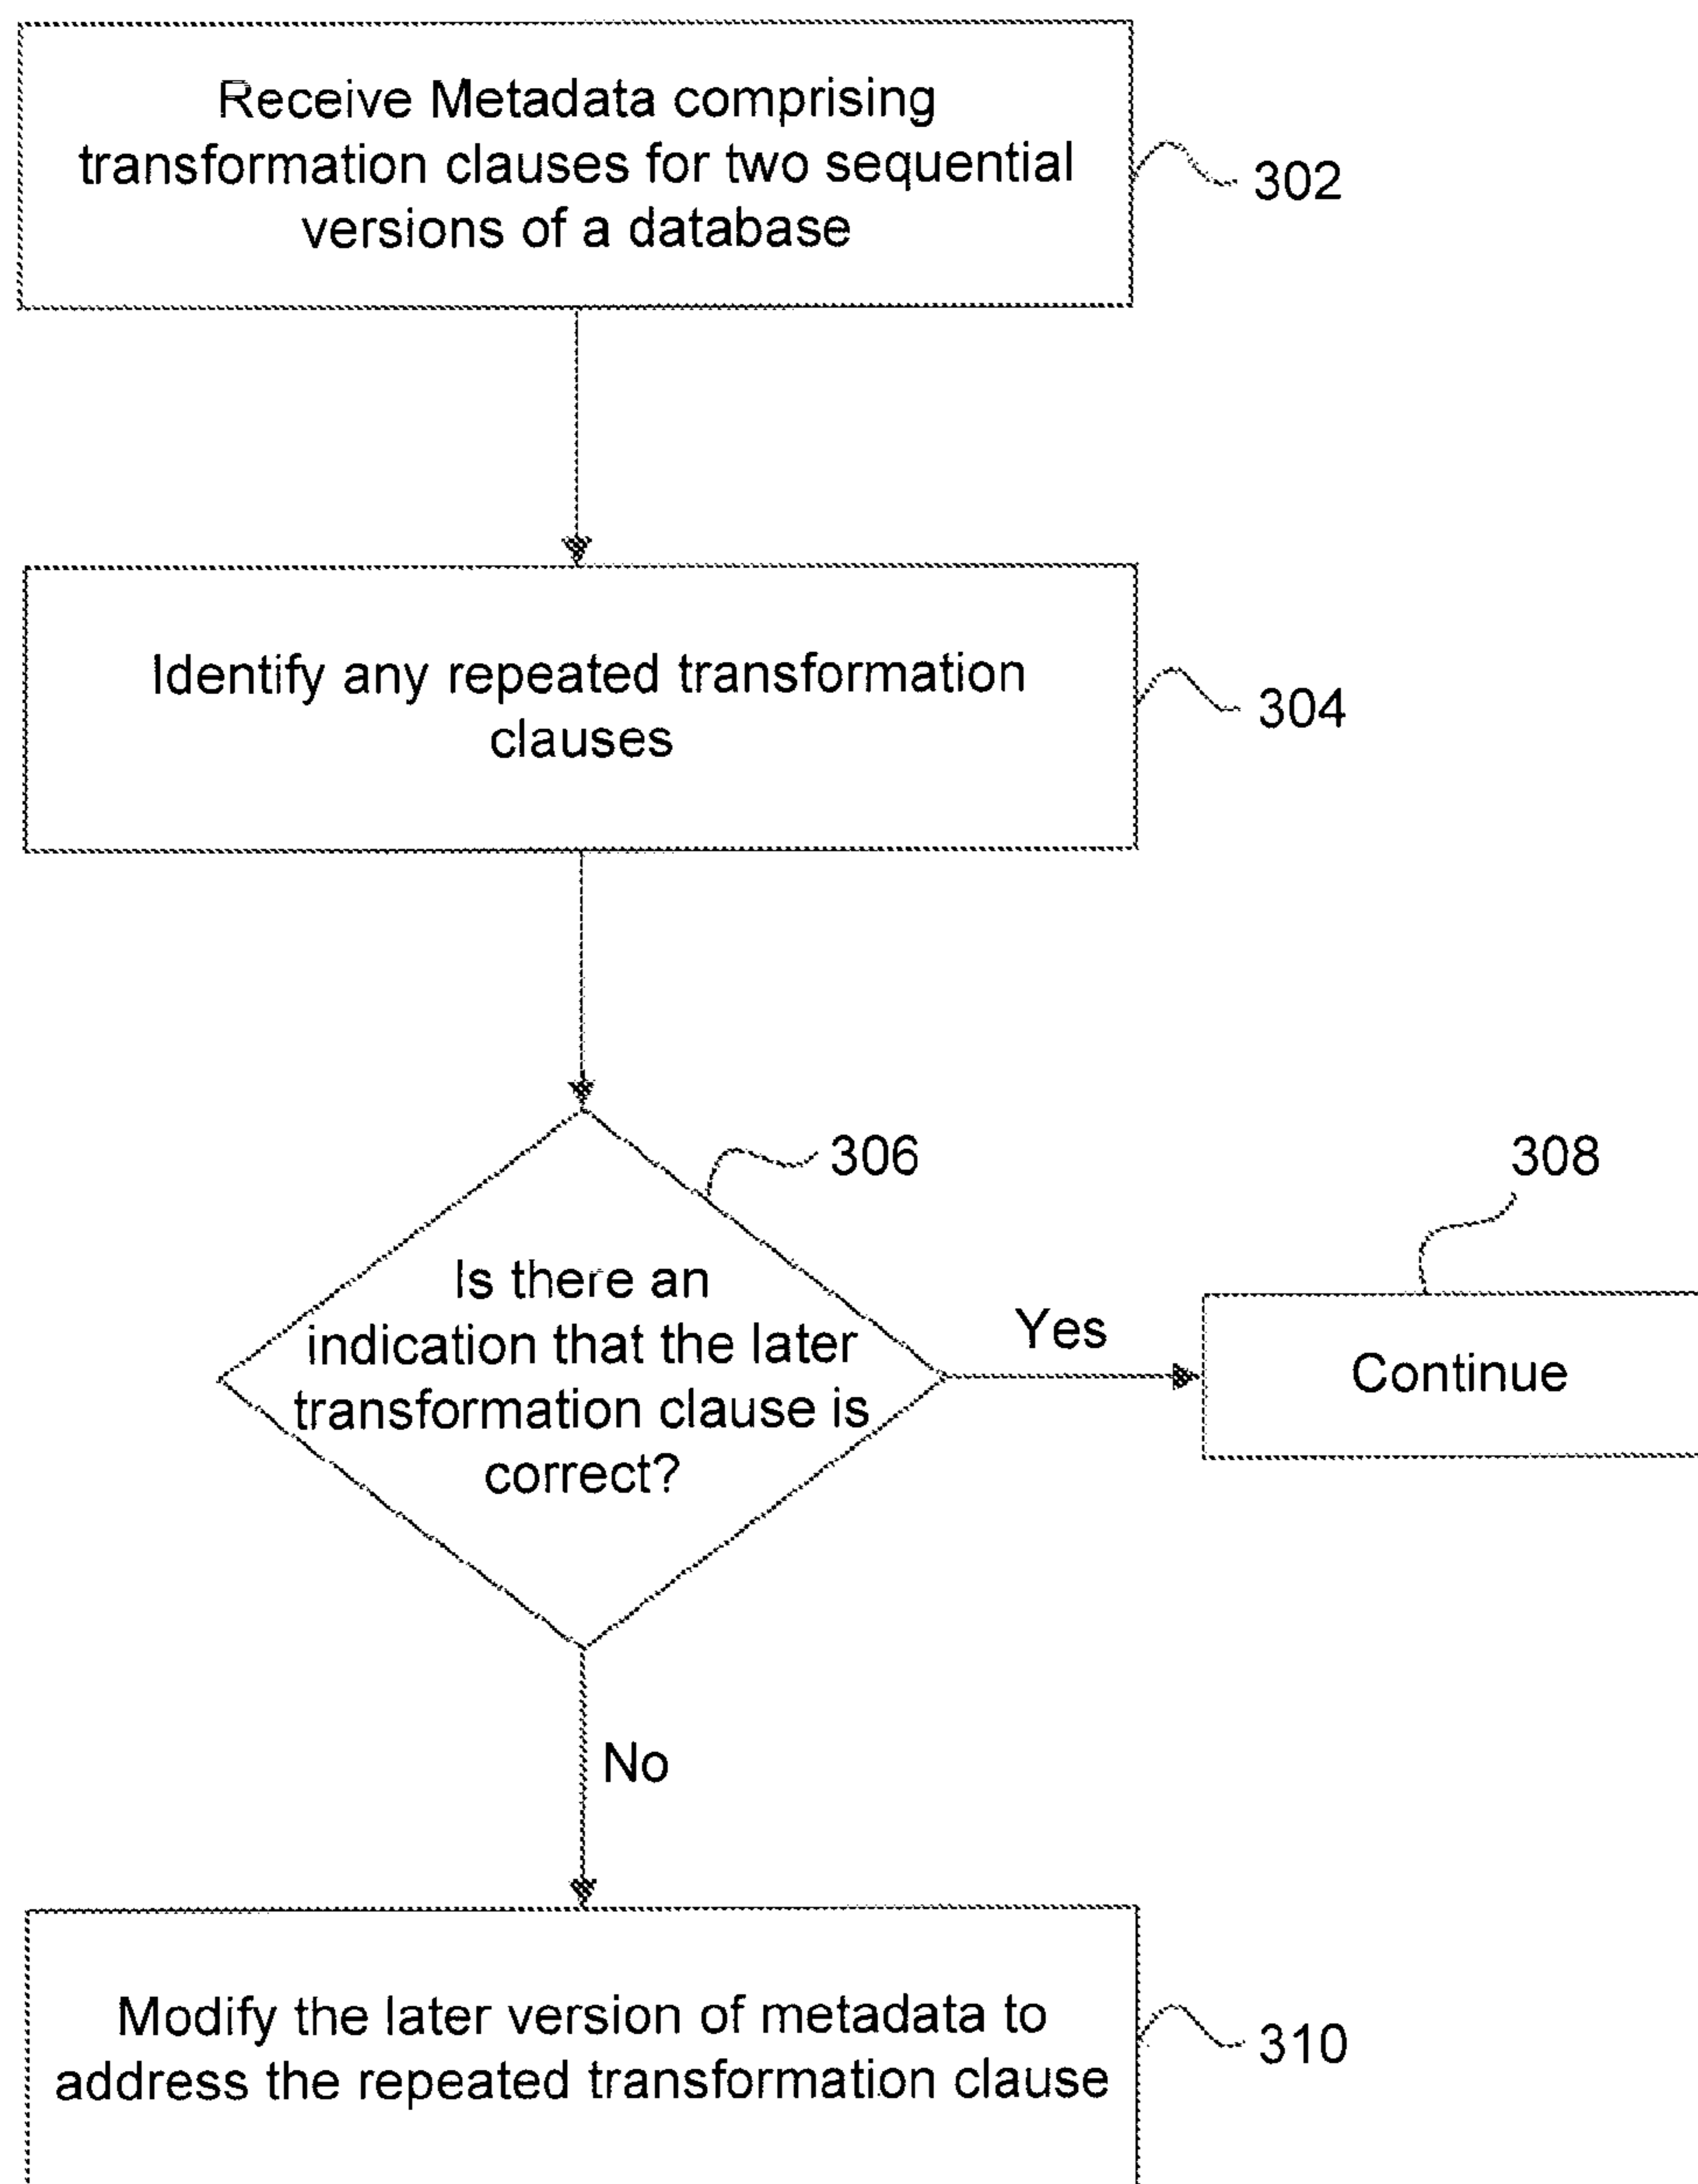 Receive Metadata comprising
transformation clauses for two sequential
versions of a database
302
Identify any repeated transformation
clauses
304
306
308
Is there an
indication that the later
transformation clause is
correct?
Yes
Continue
No
Modify the later version of metadata to
address the repeated transformation clause
310